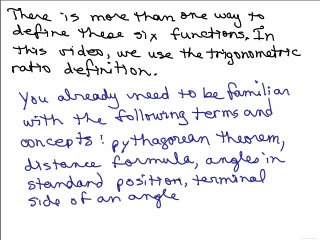 There is more than one way to
define these six functions. In
this video, we use the trigonometric
ratio definition.
You already need to be familiar
with the following terms and
concepts: pythagorean theorem,
distance formula, angles in
standard position, terminal
side of an angle